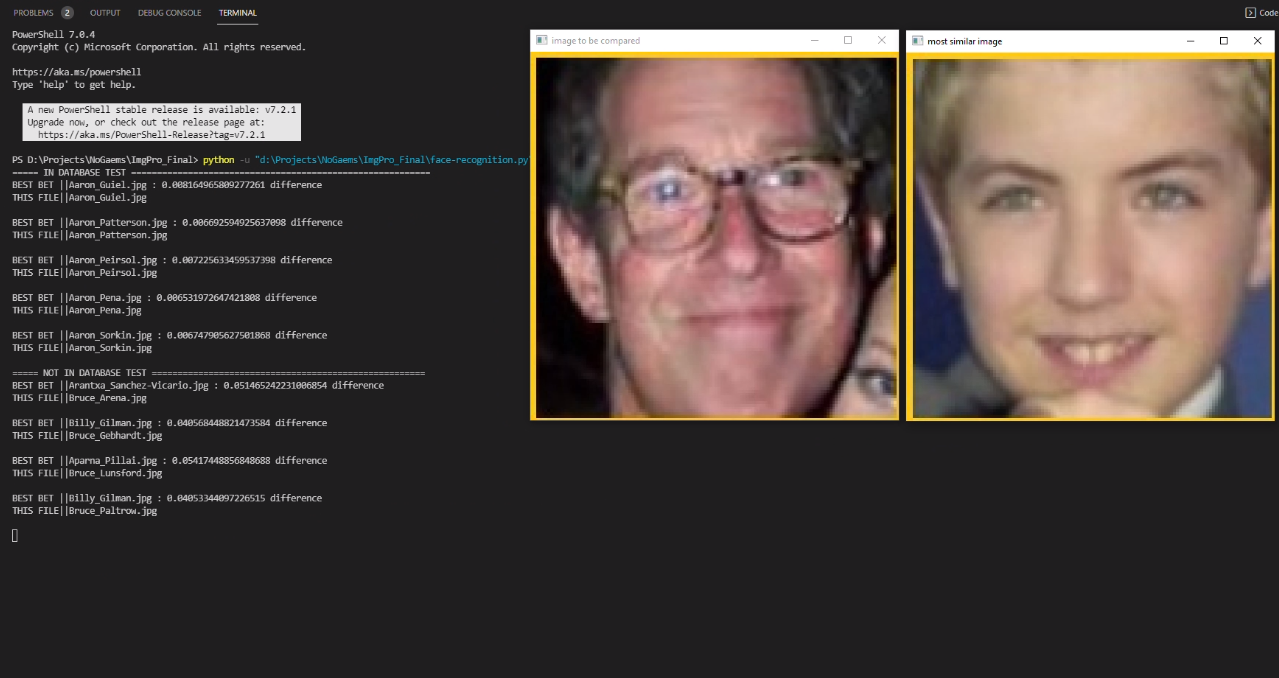 PROBLEMS 2 OUTPUT DEBUG CONSOLE TERMINAL
Code
PowerShell 7.0.4
Copyright (c) Microsoft Corporation. All rights reserved.
https://aka.ms/powershell
Type 'help' to get help.
A new PowerShell stable release is available: v7.2.1
Upgrade now, or check out the release page at:
https://aka.ms/PowerShell-Release?tag=v7.2.1
PS D:\Projects\NoGaems\ImgPro_Final> python -u "d:\Projects\NoGaems\ImgPro_Final\face-recognition.py
===== IN DATABASE TEST =====================================================
BEST BET ||Aaron_Guiel.jpg : 0.008164965809277261 difference
THIS FILE||Aaron_Guiel.jpg
BEST BET ||Aaron_Patterson.jpg : 0.006692594925637098 difference
THIS FILE||Aaron_Patterson.jpg
BEST BET ||Aaron_Peirsol.jpg : 0.007225633459537398 difference
THIS FILE||Aaron_Peirsol.jpg
BEST BET ||Aaron_Pena.jpg : 0.006531972647421808 difference
THIS FILE||Aaron_Pena.jpg
BEST BET ||Aaron_Sorkin.jpg : 0.006747905627501868 difference
THIS FILE||Aaron_Sorkin.jpg
===== NOT IN DATABASE TEST =================================================
BEST BET ||Arantxa_Sanchez-Vicario.jpg : 0.051465242231006854 difference
THIS FILE||Bruce_Arena.jpg
BEST BET ||Billy_Gilman.jpg : 0.040568448821473584 difference
THIS FILE||Bruce_Gebhardt.jpg
BEST BET ||Aparna_Pillai.jpg : 0.05417448856848688 difference
THIS FILE||Bruce_Lunsford.jpg
BEST BET ||Billy_Gilman.jpg : 0.04053344097226515 difference
THIS FILE||Bruce_Paltrow.jpg
image to be compared
most similar image